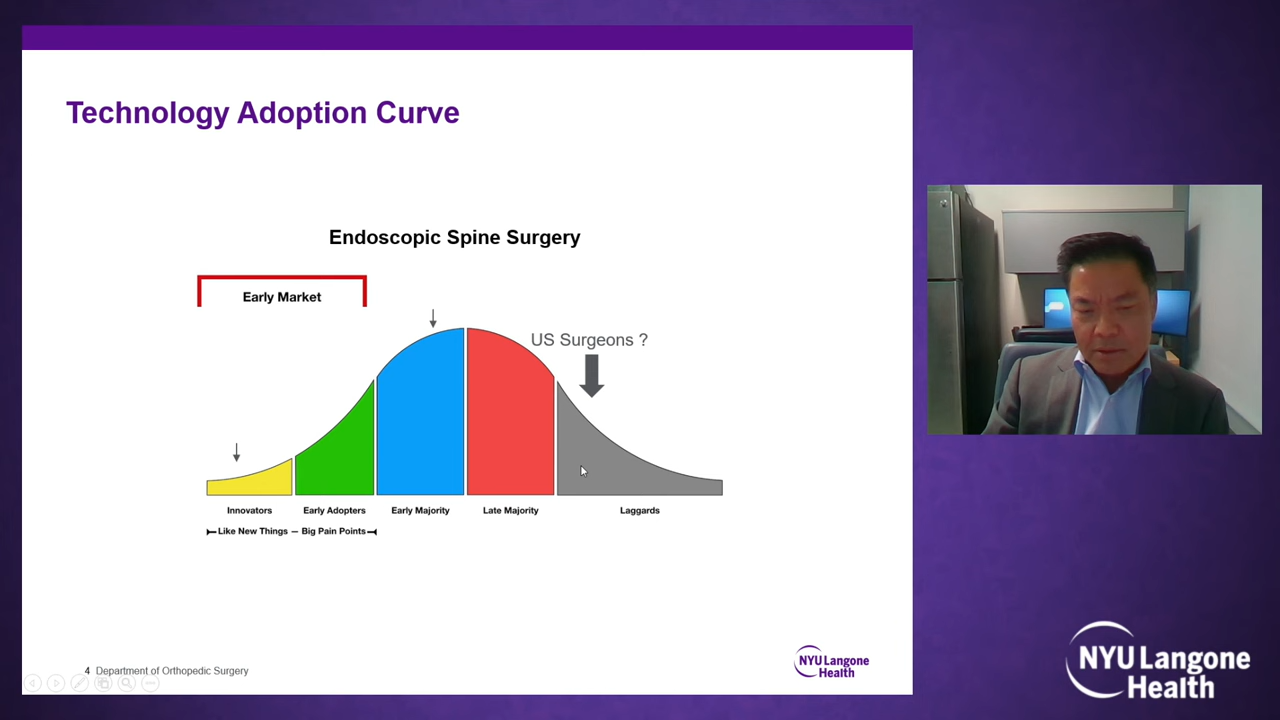 Technology Adoption Curve
Endoscopic Spine Surgery
Early Market
US Surgeons ?
Innovators
Early Adopters
Early Majority
Late Majority
Laggards
Like New Things – Big Pain Points
4 Department of Orthopedic Surgery
NYU Langone
Health
NYU Langone
Health